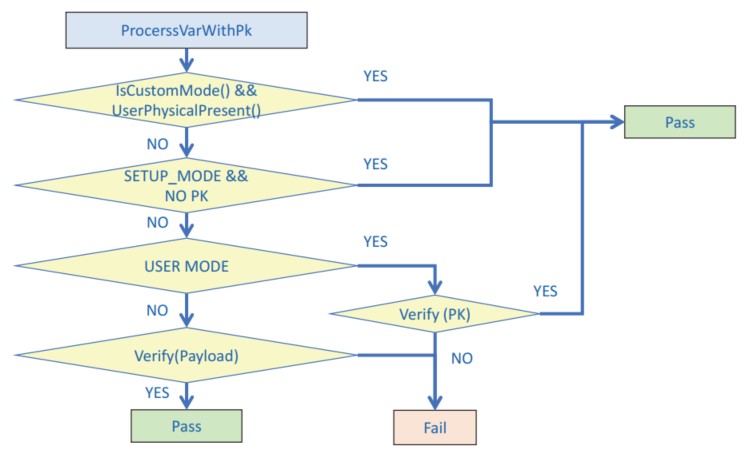 ProcerssVarWithPk
YES
IsCustomMode() &&
UserPhysicalPresent()
Pass
NO
YES
SETUP_MODE &&
NO PK
NO
YES
USER MODE
YES
NO
Verify (PK)
Verify(Payload)
NO
YES
Pass
Fail